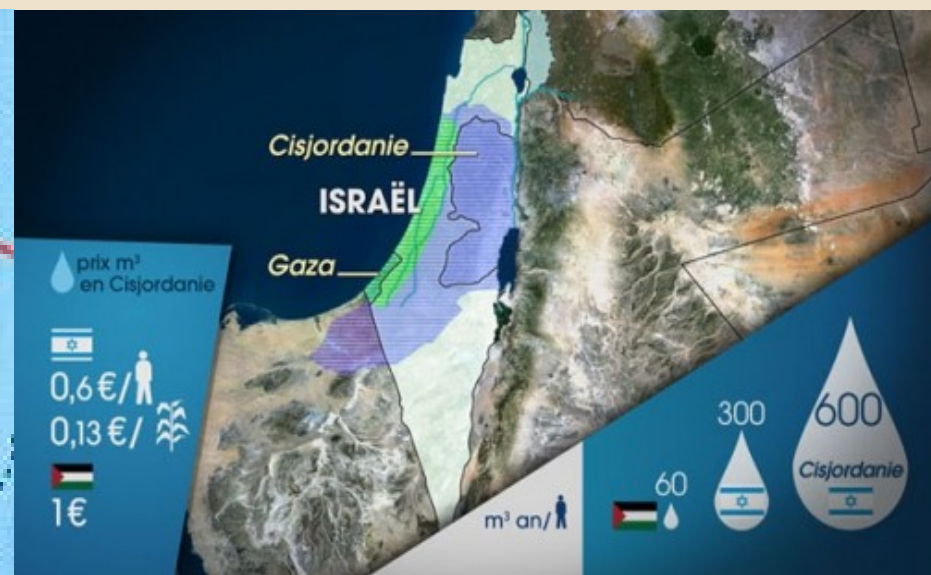 Cisjordanie
ISRAËL
Gaza
prix m³
en Cisjordanie
0,6 €/
0,13 €/
1€
m³ an/
60
300
600
Cisjordanie